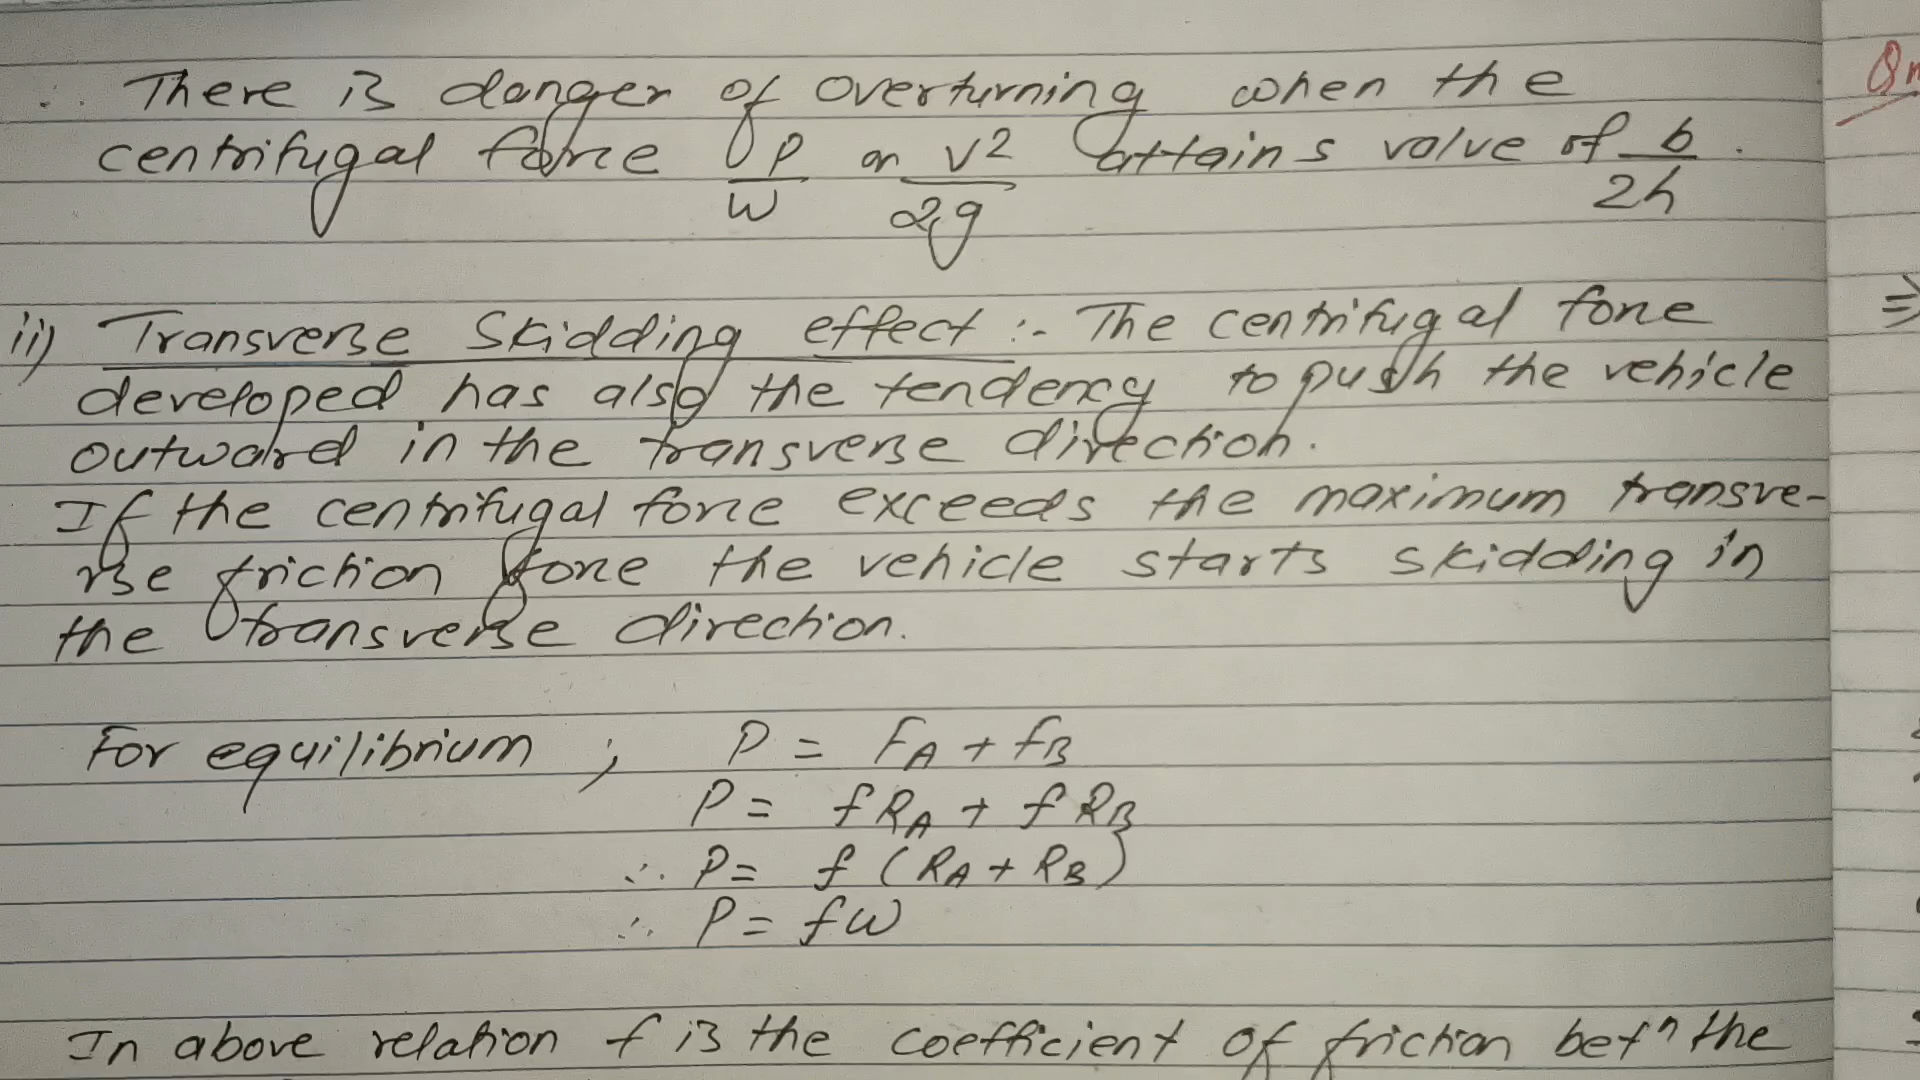 ∴ There is danger of overturning when the
centrifugal force P/W or v²/2g attains value of b/2h.
ii) Transverse Skidding effect :- The centrifugal force
developed has also the tendency to push the vehicle
outward in the transverse direction.
If the centrifugal force exceeds the maximum transve-
rse friction force the vehicle starts skidding in
the transverse direction.
For equilibrium ; P = FA + fB
P = f RA + f RB
∴ P = f (RA + RB)
∴ P = fW
In above relation f is the coefficient of friction betⁿ the